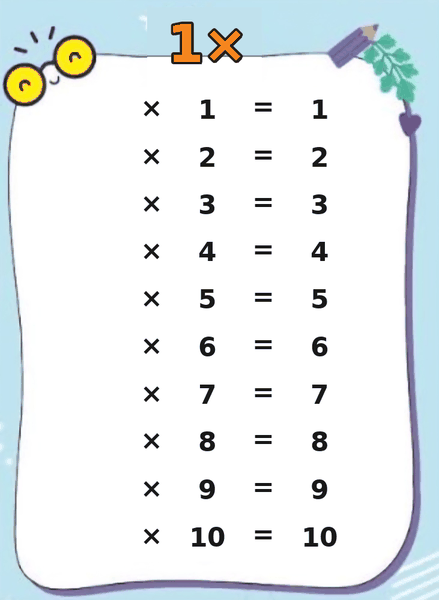 1×
× 1 = 1
× 2 = 2
× 3 = 3
× 4 = 4
× 5 = 5
× 6 = 6
× 7 = 7
× 8 = 8
× 9 = 9
× 10 = 10